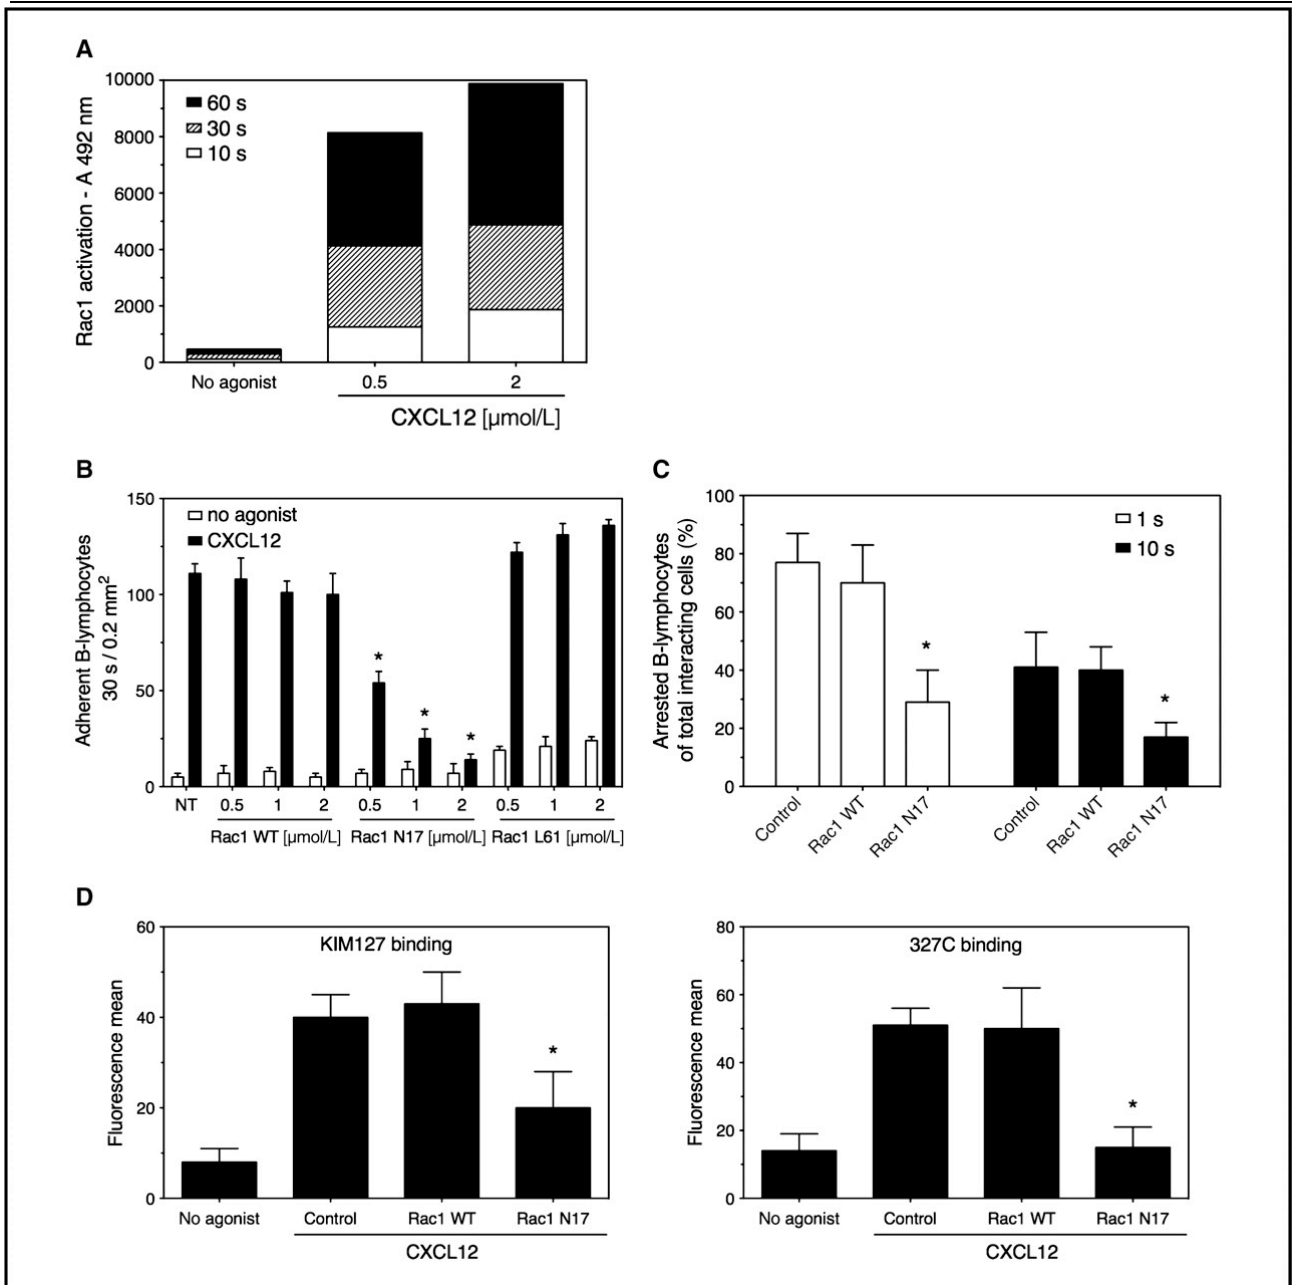 A
10000
8000
6000
4000
2000
0
Rac1 activation - A 492 nm
60 s
30 s
10 s
No agonist
0.5
2
CXCL12 [µmol/L]
B
150
100
50
0
Adherent B-lymphocytes
30 s / 0.2 mm²
no agonist
CXCL12
*
*
*
NT 0.5 1 2 0.5 1 2 0.5 1 2
Rac1 WT [µmol/L] Rac1 N17 [µmol/L] Rac1 L61 [µmol/L]
C
100
80
60
40
20
0
Arrested B-lymphocytes
of total interacting cells (%)
1 s
10 s
*
*
Control
Rac1 WT
Rac1 N17
Control
Rac1 WT
Rac1 N17
D
60
40
20
0
Fluorescence mean
KIM127 binding
*
No agonist Control Rac1 WT Rac1 N17
CXCL12
80
60
40
20
0
Fluorescence mean
327C binding
*
No agonist Control Rac1 WT Rac1 N17
CXCL12